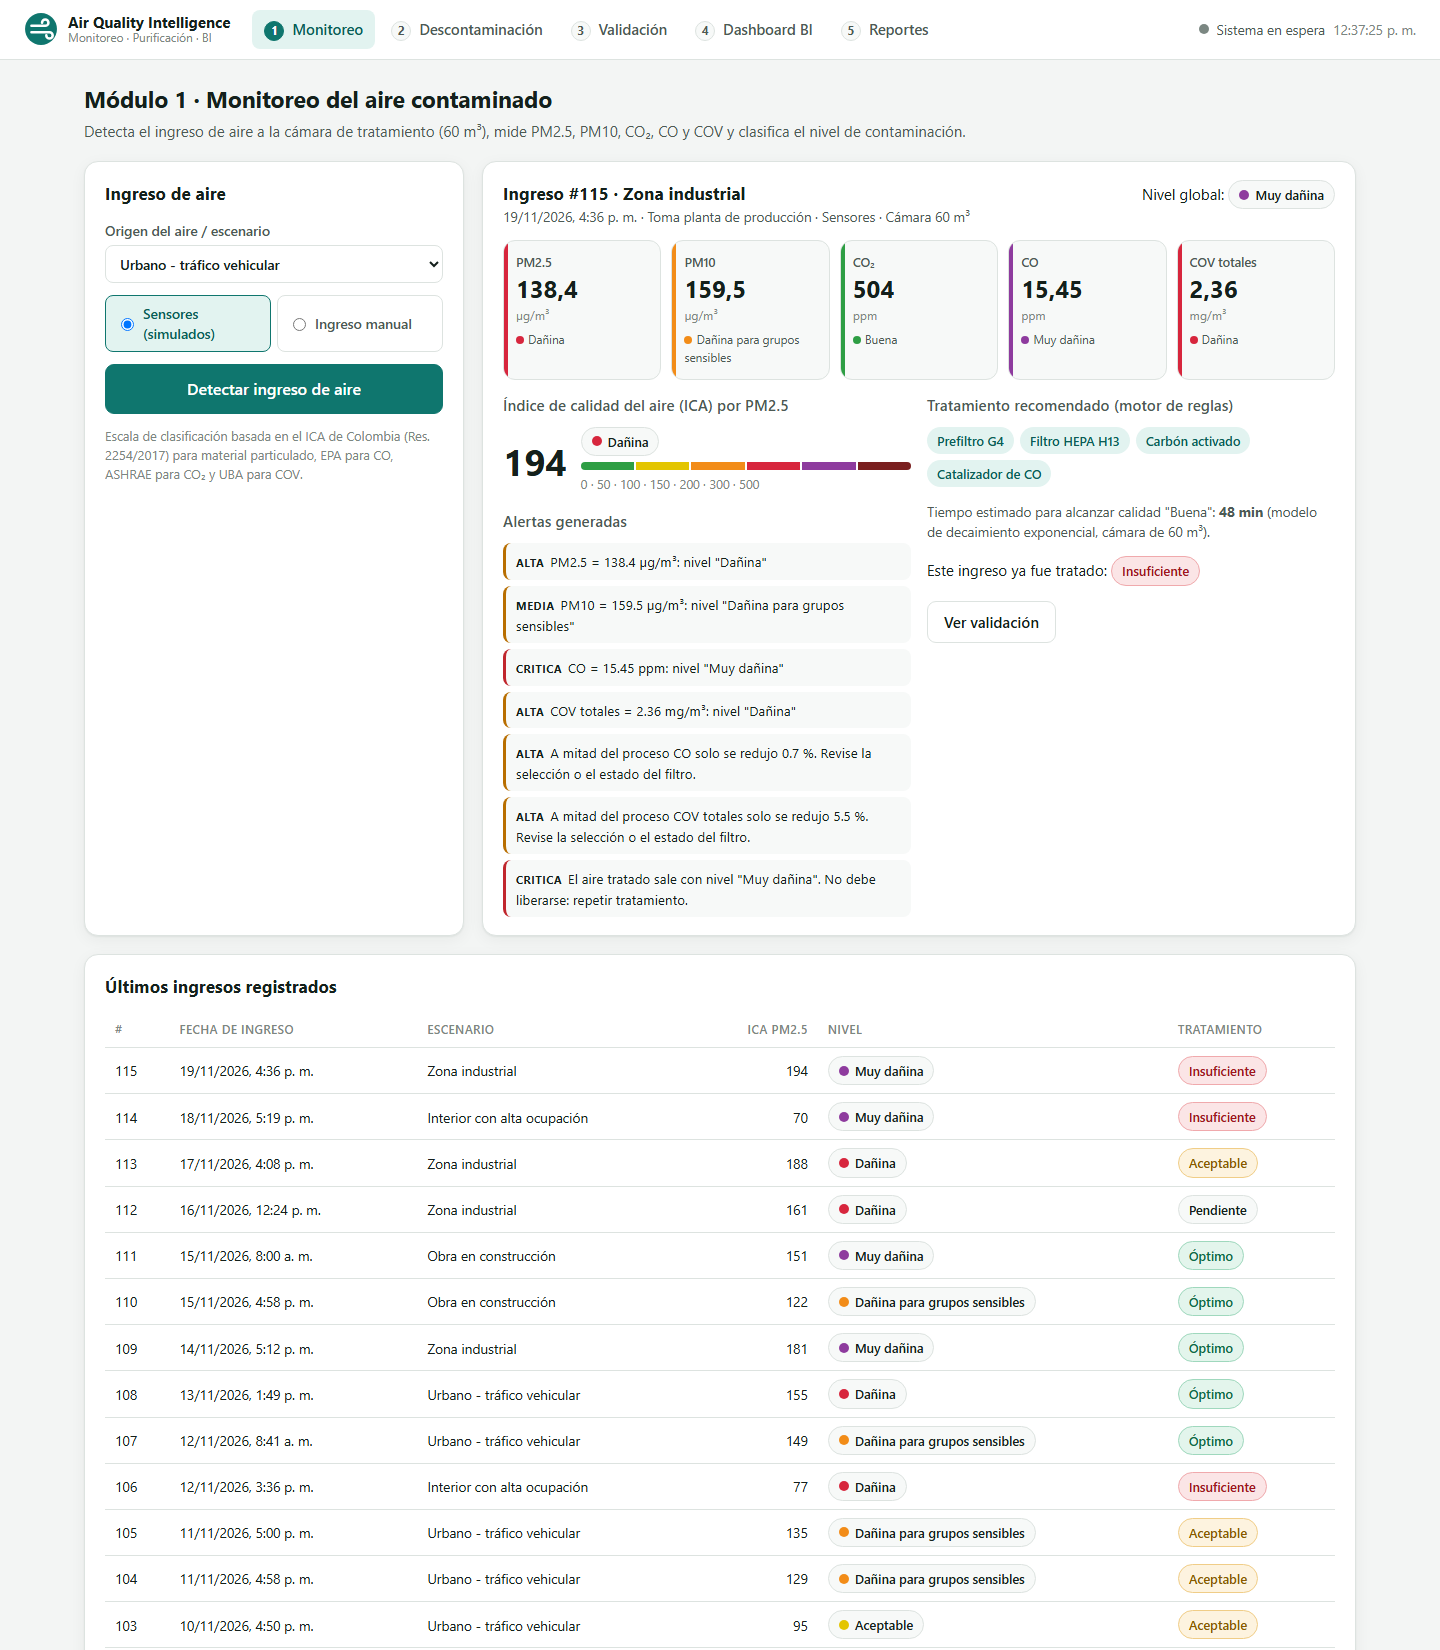 Air Quality Intelligence
Monitoreo · Purificación · BI
1 Monitoreo
2 Descontaminación
3 Validación
4 Dashboard BI
5 Reportes
Sistema en espera 12:37:25 p. m.
Módulo 1 · Monitoreo del aire contaminado
Detecta el ingreso de aire a la cámara de tratamiento (60 m³), mide PM2.5, PM10, CO₂, CO y COV y clasifica el nivel de contaminación.
Ingreso de aire
Origen del aire / escenario
Urbano - tráfico vehicular
Sensores
(simulados)
Ingreso manual
Detectar ingreso de aire
Escala de clasificación basada en el ICA de Colombia (Res.
2254/2017) para material particulado, EPA para CO,
ASHRAE para CO₂ y UBA para COV.
Ingreso #115 · Zona industrial
Nivel global: Muy dañina
19/11/2026, 4:36 p. m. · Toma planta de producción · Sensores · Cámara 60 m³
PM2.5
138,4
µg/m³
Dañina
PM10
159,5
µg/m³
Dañina para grupos
sensibles
CO₂
504
ppm
Buena
CO
15,45
ppm
Muy dañina
COV totales
2,36
mg/m³
Dañina
Índice de calidad del aire (ICA) por PM2.5
194
Dañina
0 · 50 · 100 · 150 · 200 · 300 · 500
Alertas generadas
ALTA PM2.5 = 138.4 µg/m³: nivel "Dañina"
MEDIA PM10 = 159.5 µg/m³: nivel "Dañina para grupos
sensibles"
CRITICA CO = 15.45 ppm: nivel "Muy dañina"
ALTA COV totales = 2.36 mg/m³: nivel "Dañina"
ALTA A mitad del proceso CO solo se redujo 0.7 %. Revise la
selección o el estado del filtro.
ALTA A mitad del proceso COV totales solo se redujo 5.5 %.
Revise la selección o el estado del filtro.
CRITICA El aire tratado sale con nivel "Muy dañina". No debe
liberarse: repetir tratamiento.
Tratamiento recomendado (motor de reglas)
Prefiltro G4 Filtro HEPA H13 Carbón activado
Catalizador de CO
Tiempo estimado para alcanzar calidad "Buena": 48 min (modelo
de decaimiento exponencial, cámara de 60 m³).
Este ingreso ya fue tratado: Insuficiente
Ver validación
Últimos ingresos registrados
# FECHA DE INGRESO ESCENARIO ICA PM2.5 NIVEL TRATAMIENTO
115 19/11/2026, 4:36 p. m. Zona industrial 194 Muy dañina Insuficiente
114 18/11/2026, 5:19 p. m. Interior con alta ocupación 70 Muy dañina Insuficiente
113 17/11/2026, 4:08 p. m. Zona industrial 188 Dañina Aceptable
112 16/11/2026, 12:24 p. m. Zona industrial 161 Dañina Pendiente
111 15/11/2026, 8:00 a. m. Obra en construcción 151 Muy dañina Óptimo
110 15/11/2026, 4:58 p. m. Obra en construcción 122 Dañina para grupos sensibles Óptimo
109 14/11/2026, 5:12 p. m. Zona industrial 181 Muy dañina Óptimo
108 13/11/2026, 1:49 p. m. Urbano - tráfico vehicular 155 Dañina Óptimo
107 12/11/2026, 8:41 a. m. Urbano - tráfico vehicular 149 Dañina para grupos sensibles Óptimo
106 12/11/2026, 3:36 p. m. Interior con alta ocupación 77 Dañina Insuficiente
105 11/11/2026, 5:00 p. m. Urbano - tráfico vehicular 135 Dañina para grupos sensibles Aceptable
104 11/11/2026, 4:58 p. m. Urbano - tráfico vehicular 129 Dañina para grupos sensibles Aceptable
103 10/11/2026, 4:50 p. m. Urbano - tráfico vehicular 95 Aceptable Aceptable